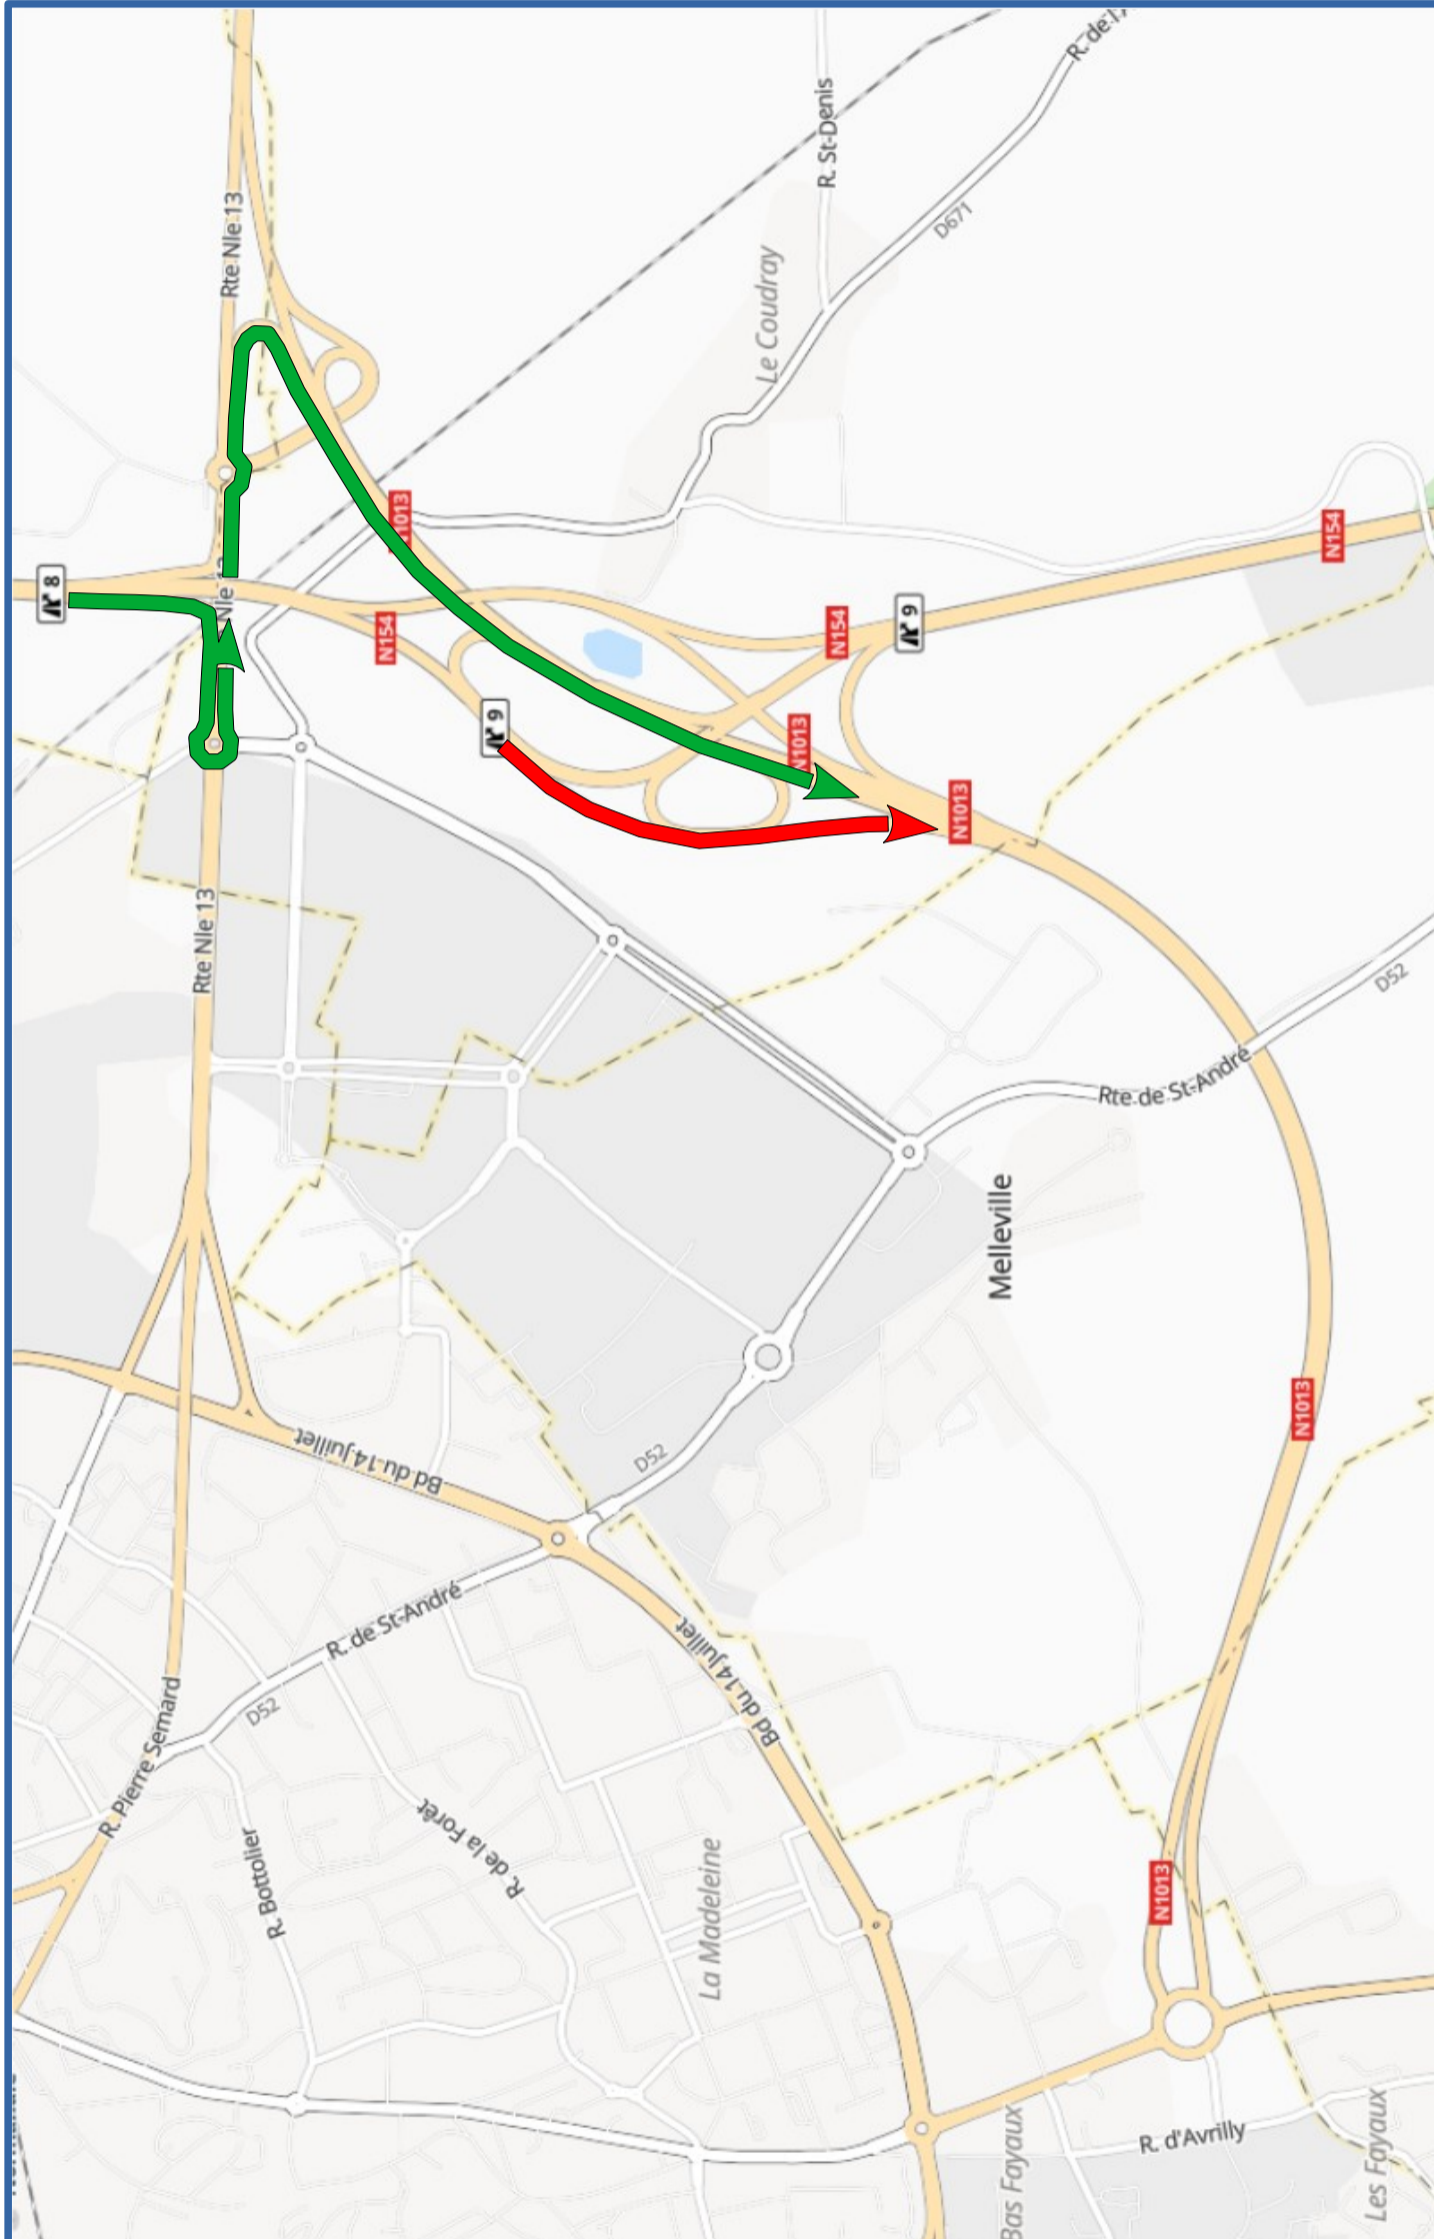 R. de l'A
R. St-Denis
Rte Nle 13
D671
Le Coudray
N1013
N154
8
Nle 13
N154
N154
9
9
N1013
N1013
Rte Nle 13
D52
Rte de St-André
Melleville
N1013
Bd du 14 juillet
D52
R. de St-André
Bd du 14 juillet
D52
R. Pierre Semard
R. de la Forêt
R. Bottolier
La Madeleine
N1013
R. d'Avrilly
Bas Fayaux
Les Fayaux